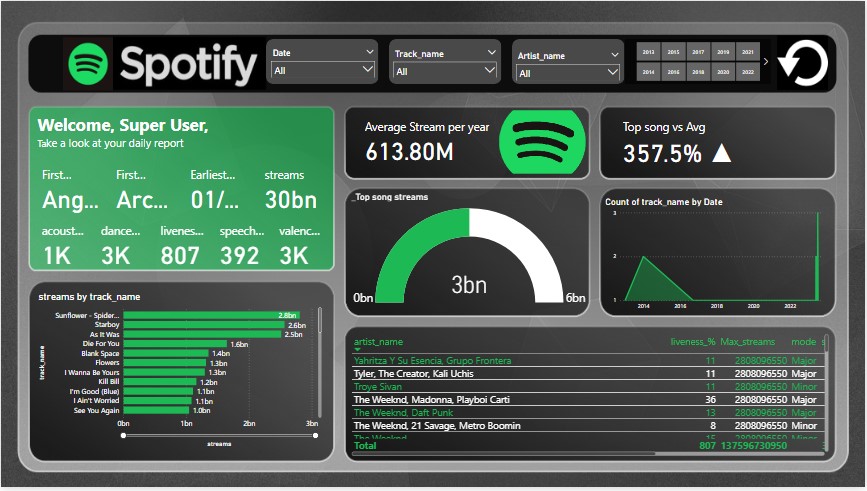 Spotify
Date
All
Track_name
All
Artist_name
All
2013 2015 2017 2019 2021
2014 2016 2018 2020 2022
Welcome, Super User,
Take a look at your daily report
First... First... Earliest... streams
Ang... Arc... 01/... 30bn
acoust... dance... livenes... speech... valenc...
1K 3K 807 392 3K
Average Stream per year
613.80M
Top song vs Avg
357.5% ▲
_Top song streams
3bn
0bn 6bn
Count of track_name by Date
3
2
1
2014 2016 2018 2020 2022
streams by track_name
track_name
Sunflower - Spider... 2.8bn
Starboy 2.6bn
As It Was 2.5bn
Die For You 1.6bn
Blank Space 1.4bn
Flowers 1.3bn
I Wanna Be Yours 1.3bn
Kill Bill 1.2bn
I'm Good (Blue) 1.1bn
I Ain't Worried 1.1bn
See You Again 1.0bn
0bn 1bn 2bn 3bn
streams
artist_name liveness_% Max_streams mode s
Yahritza Y Su Esencia, Grupo Frontera 11 2808096550 Major
Tyler, The Creator, Kali Uchis 11 2808096550 Major
Troye Sivan 11 2808096550 Minor
The Weeknd, Madonna, Playboi Carti 36 2808096550 Major
The Weeknd, Daft Punk 13 2808096550 Major
The Weeknd, 21 Savage, Metro Boomin 8 2808096550 Minor
The Weeknd 15 2808096550 Minor
Total 807 137596730950